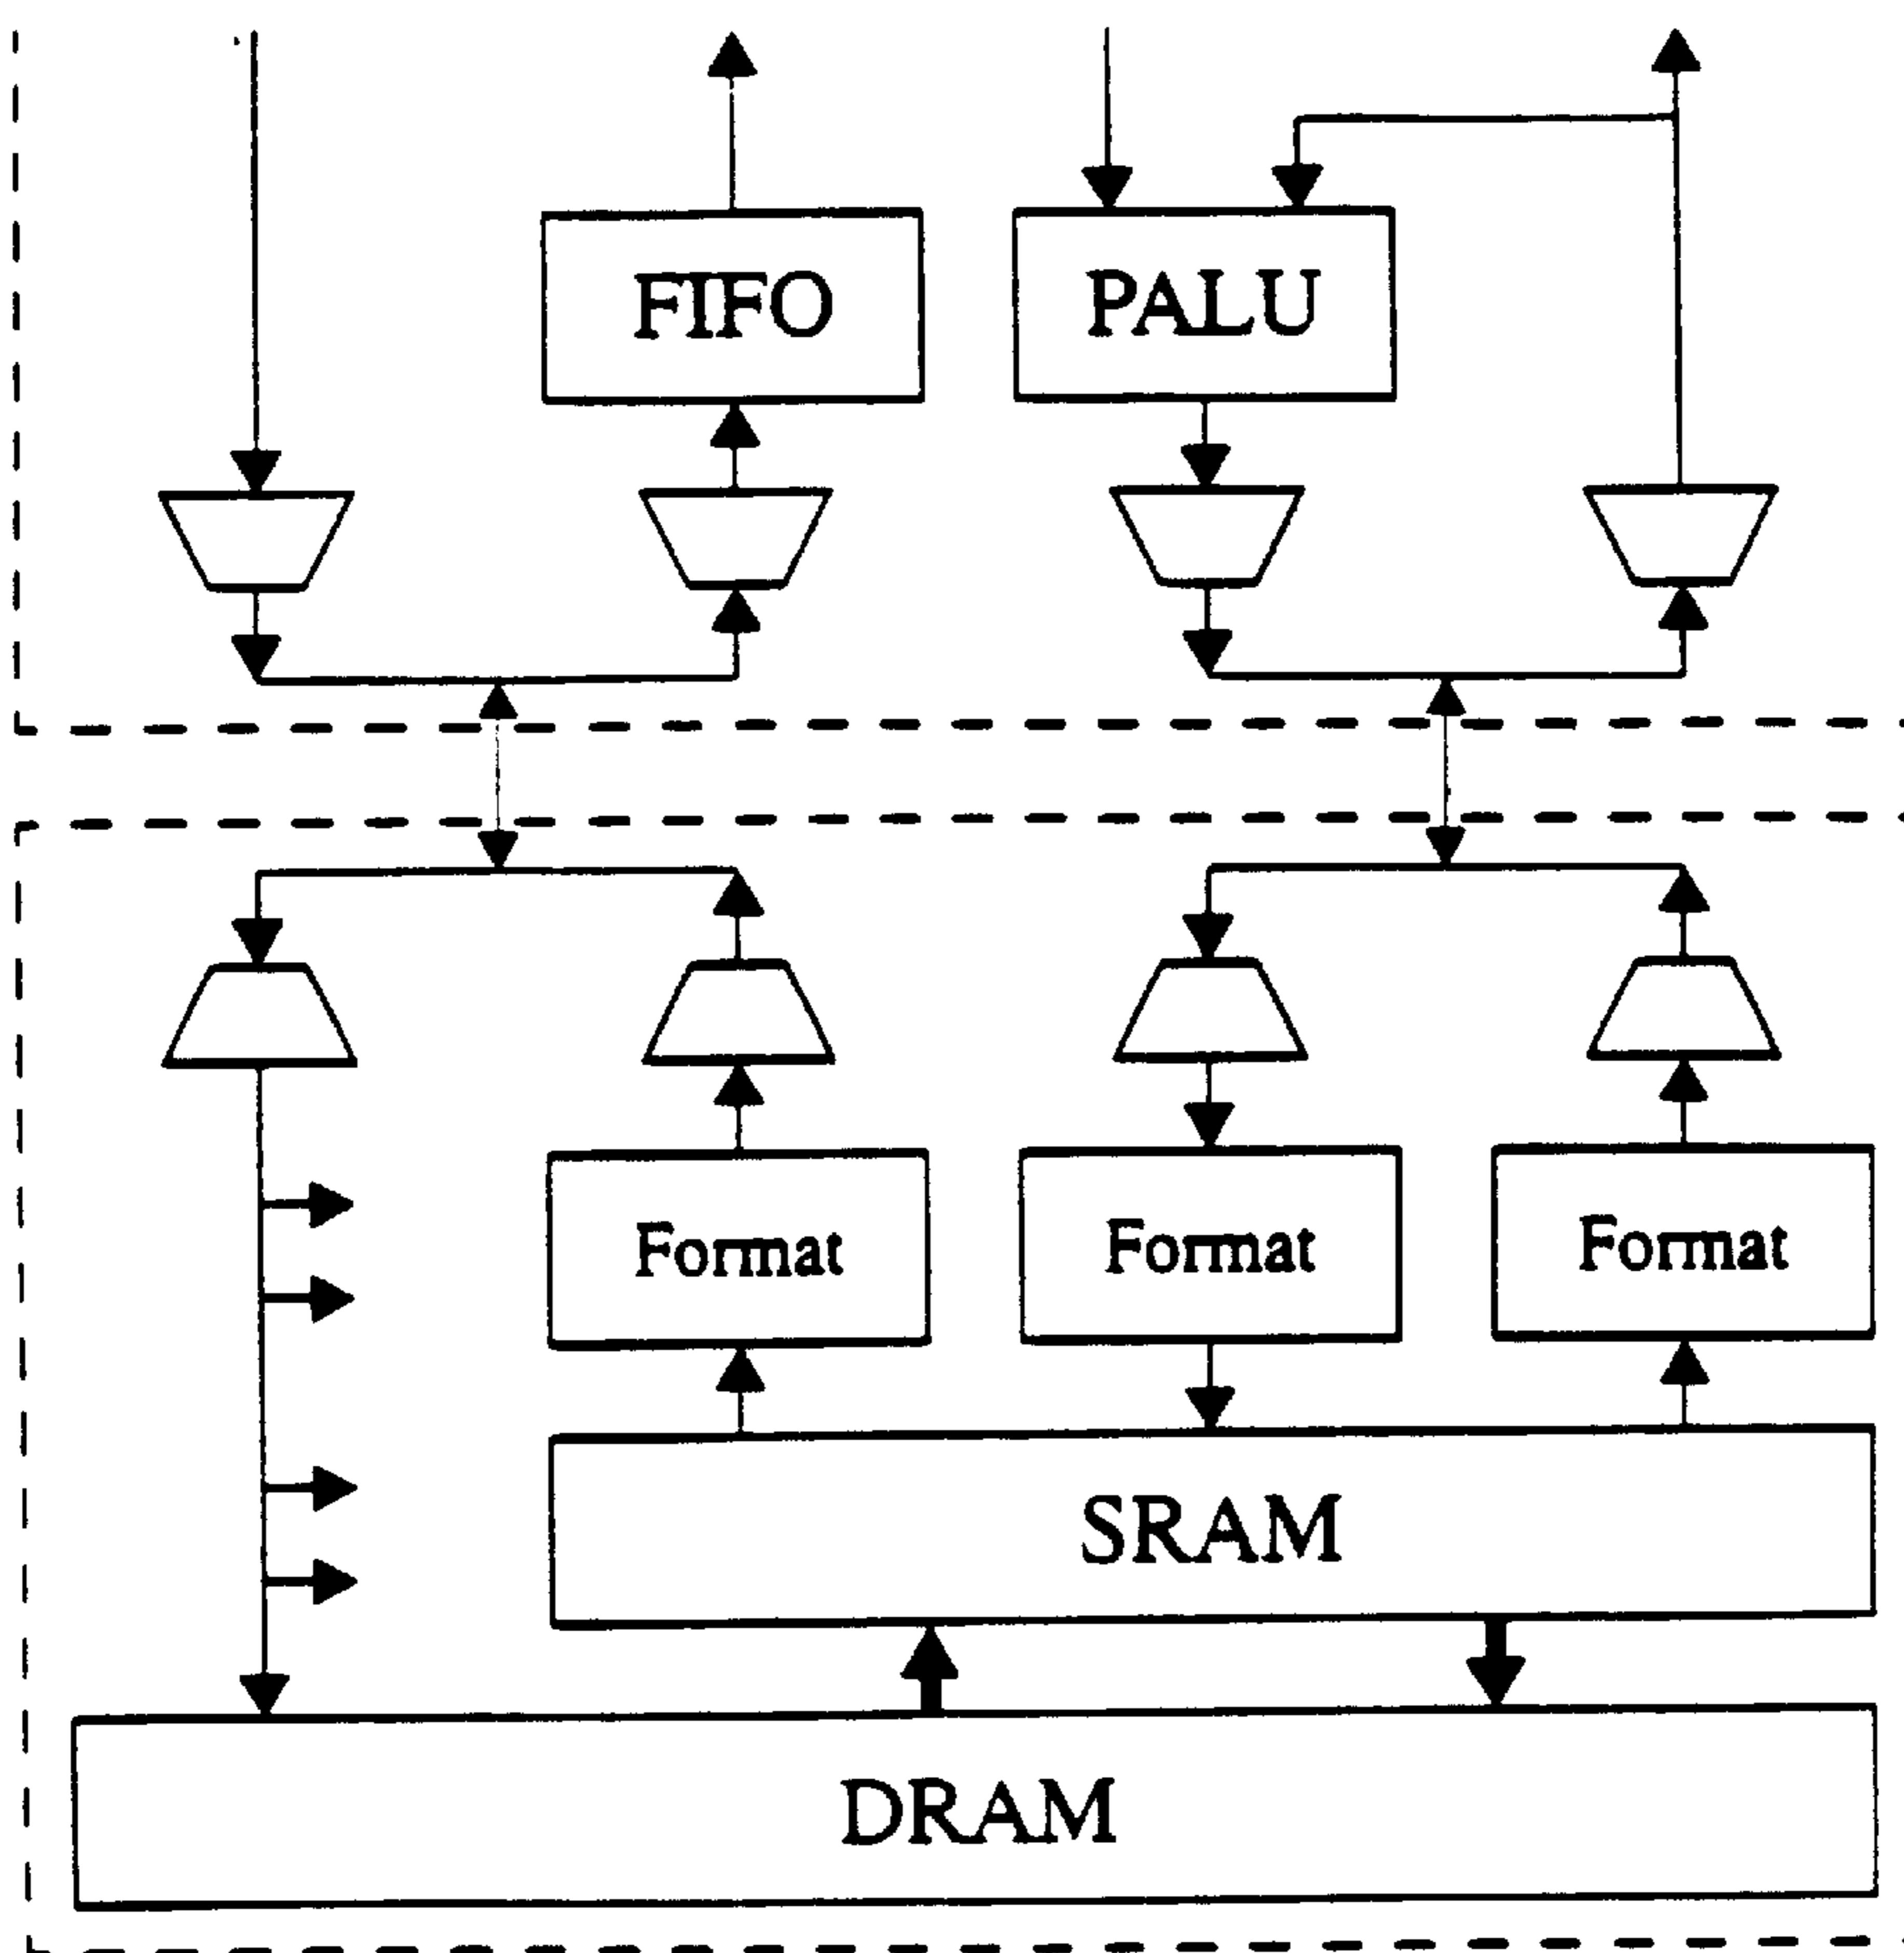 FIFO
PALU
Format
Format
Format
SRAM
DRAM